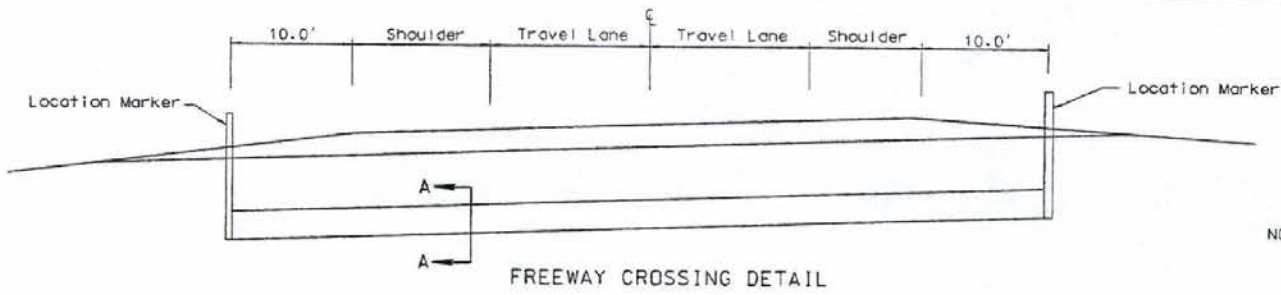 ℄
10.0' Shoulder Travel Lane Travel Lane Shoulder 10.0'
Location Marker
Location Marker
A
A
FREEWAY CROSSING DETAIL